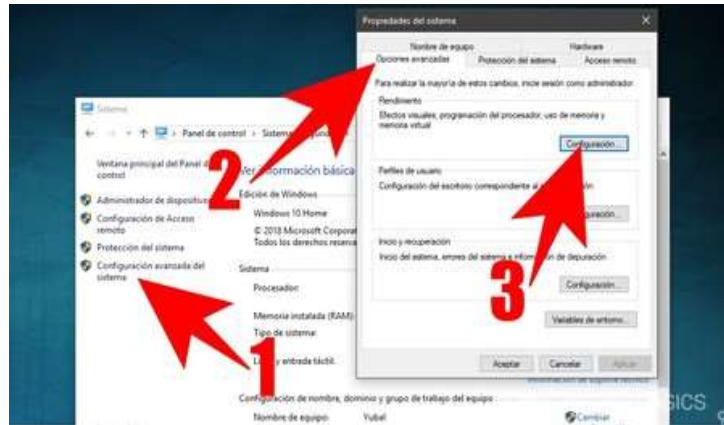 Propiedades del sistema
Nombre de equipo
Hardware
Opciones avanzadas
Protección del sistema
Acceso remoto
Para realizar la mayoría de estos cambios, inicie sesión como administrador.
Rendimiento
Efectos visuales, programación del procesador, uso de memoria y
memoria virtual
Configuración...
Perfiles de usuario
Configuración del escritorio correspondiente al
Inicio y recuperación
Inicio del sistema, errores del sistema e información de depuración
Configuración...
Variables de entorno...
Aceptar
Cancelar
Aplicar
Sistema
Panel de control
Ventana principal del Panel de
control
Administrador de dispositivos
Configuración de Acceso
remoto
Protección del sistema
Configuración avanzada del
sistema
Ver información básica
Edición de Windows
Windows 10 Home
© 2018 Microsoft
Todos los derechos
Sistema
Procesador:
Memoria instalada (RAM):
Tipo de sistema:
y entrada táctil:
Configuración de nombre, dominio y grupo de trabajo del equipo
Nombre de equipo:
Yubal
Cambiar
1
2
3